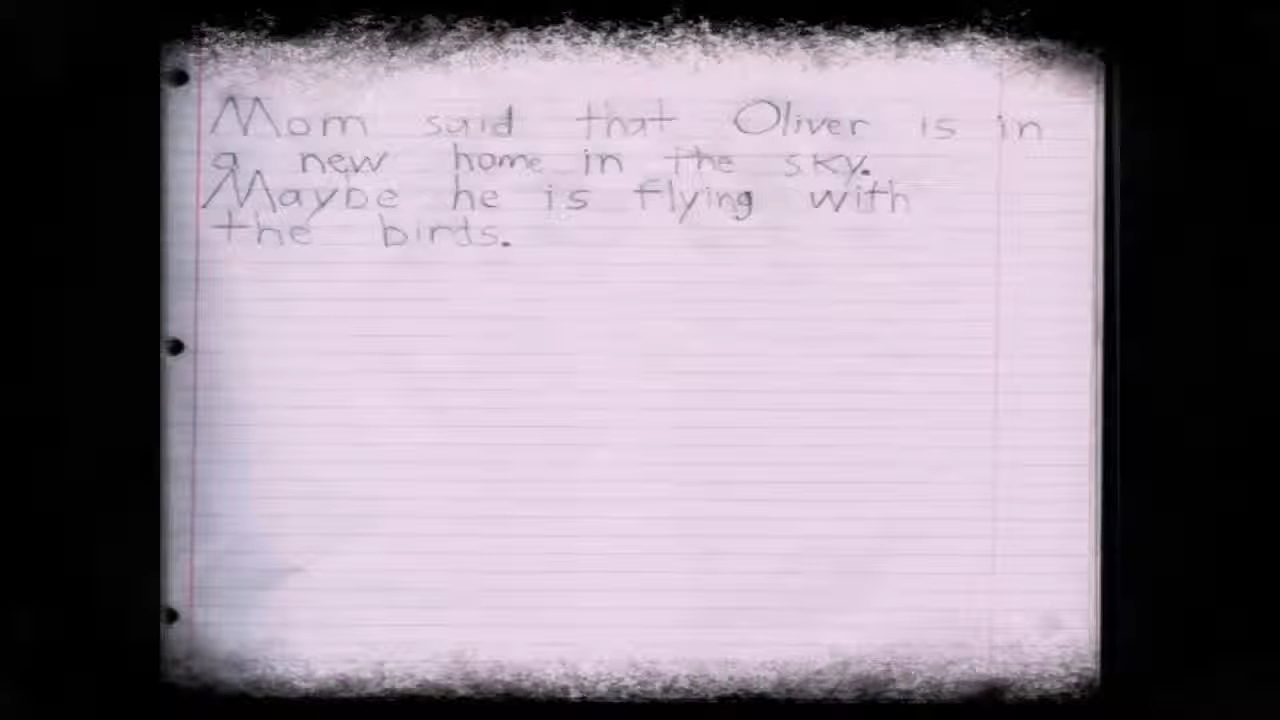 Mom said that Oliver is in
a new home in the sky.
Maybe he is flying with
the birds.